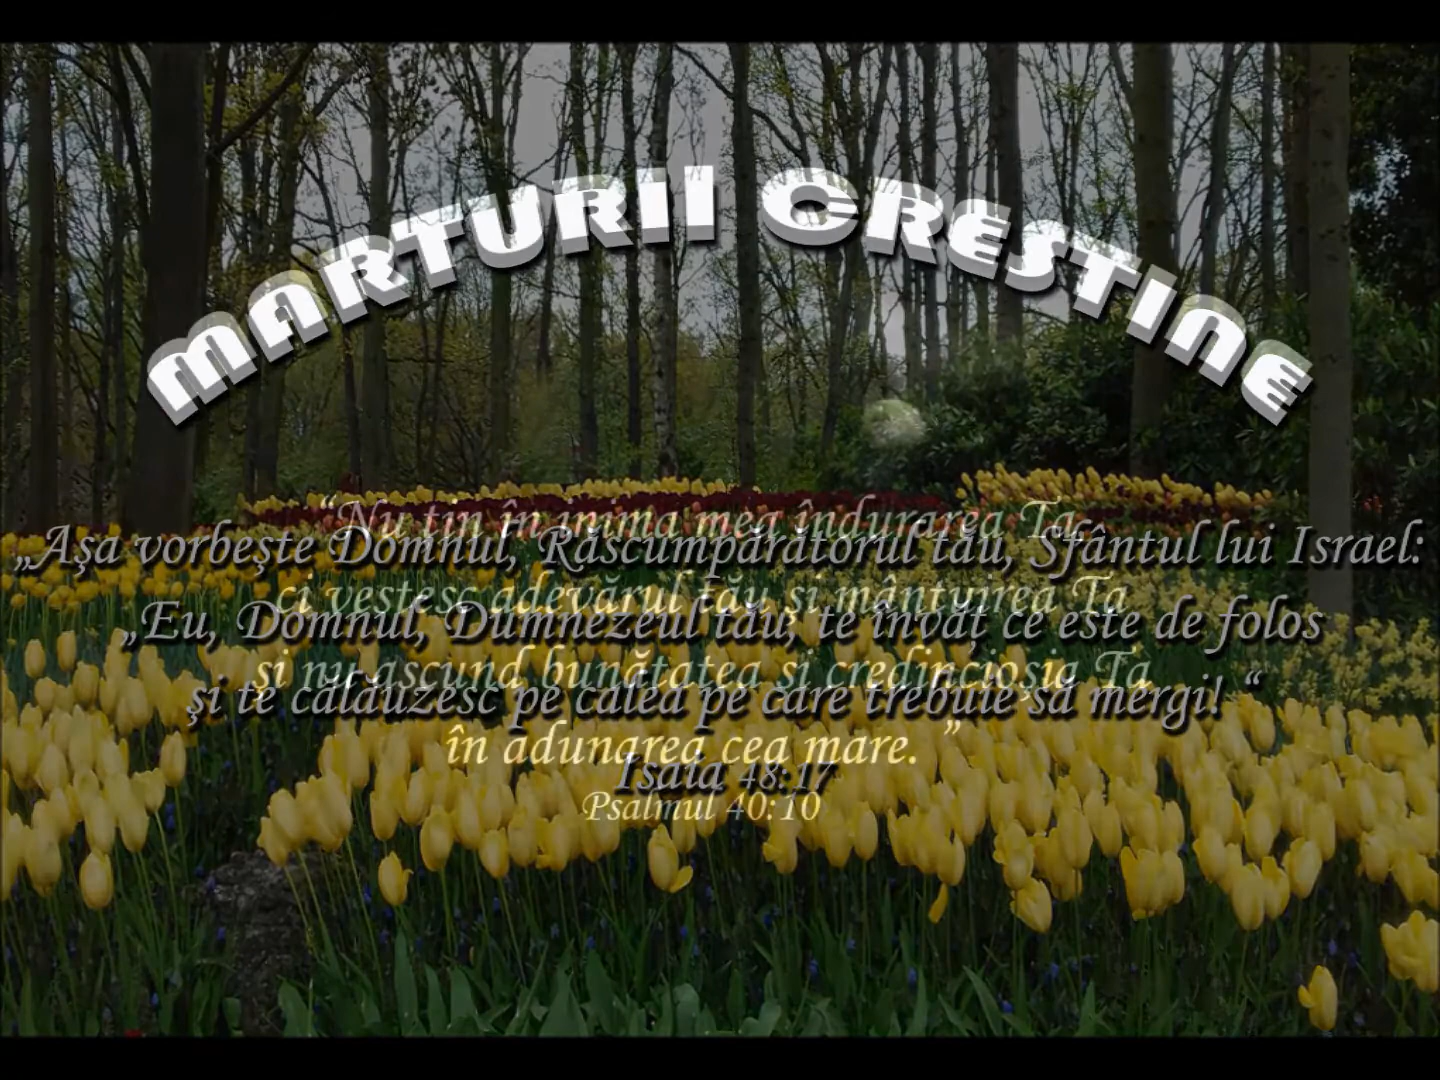 MARTURII CRESTINE
“Nu țin în inima mea îndurarea Ta,
„Aşa vorbeşte Domnul, Răscumpărătorul tău, Sfântul lui Israel:
ci vestesc adevărul tău şi mântuirea Ta
„Eu, Domnul, Dumnezeul tău, te învăţ ce este de folos
şi nu ascund bunătatea şi credincioşia Ta
şi te călăuzesc pe calea pe care trebuie să mergi! “
în adunarea cea mare. ”
Isaia 48:17
Psalmul 40:10